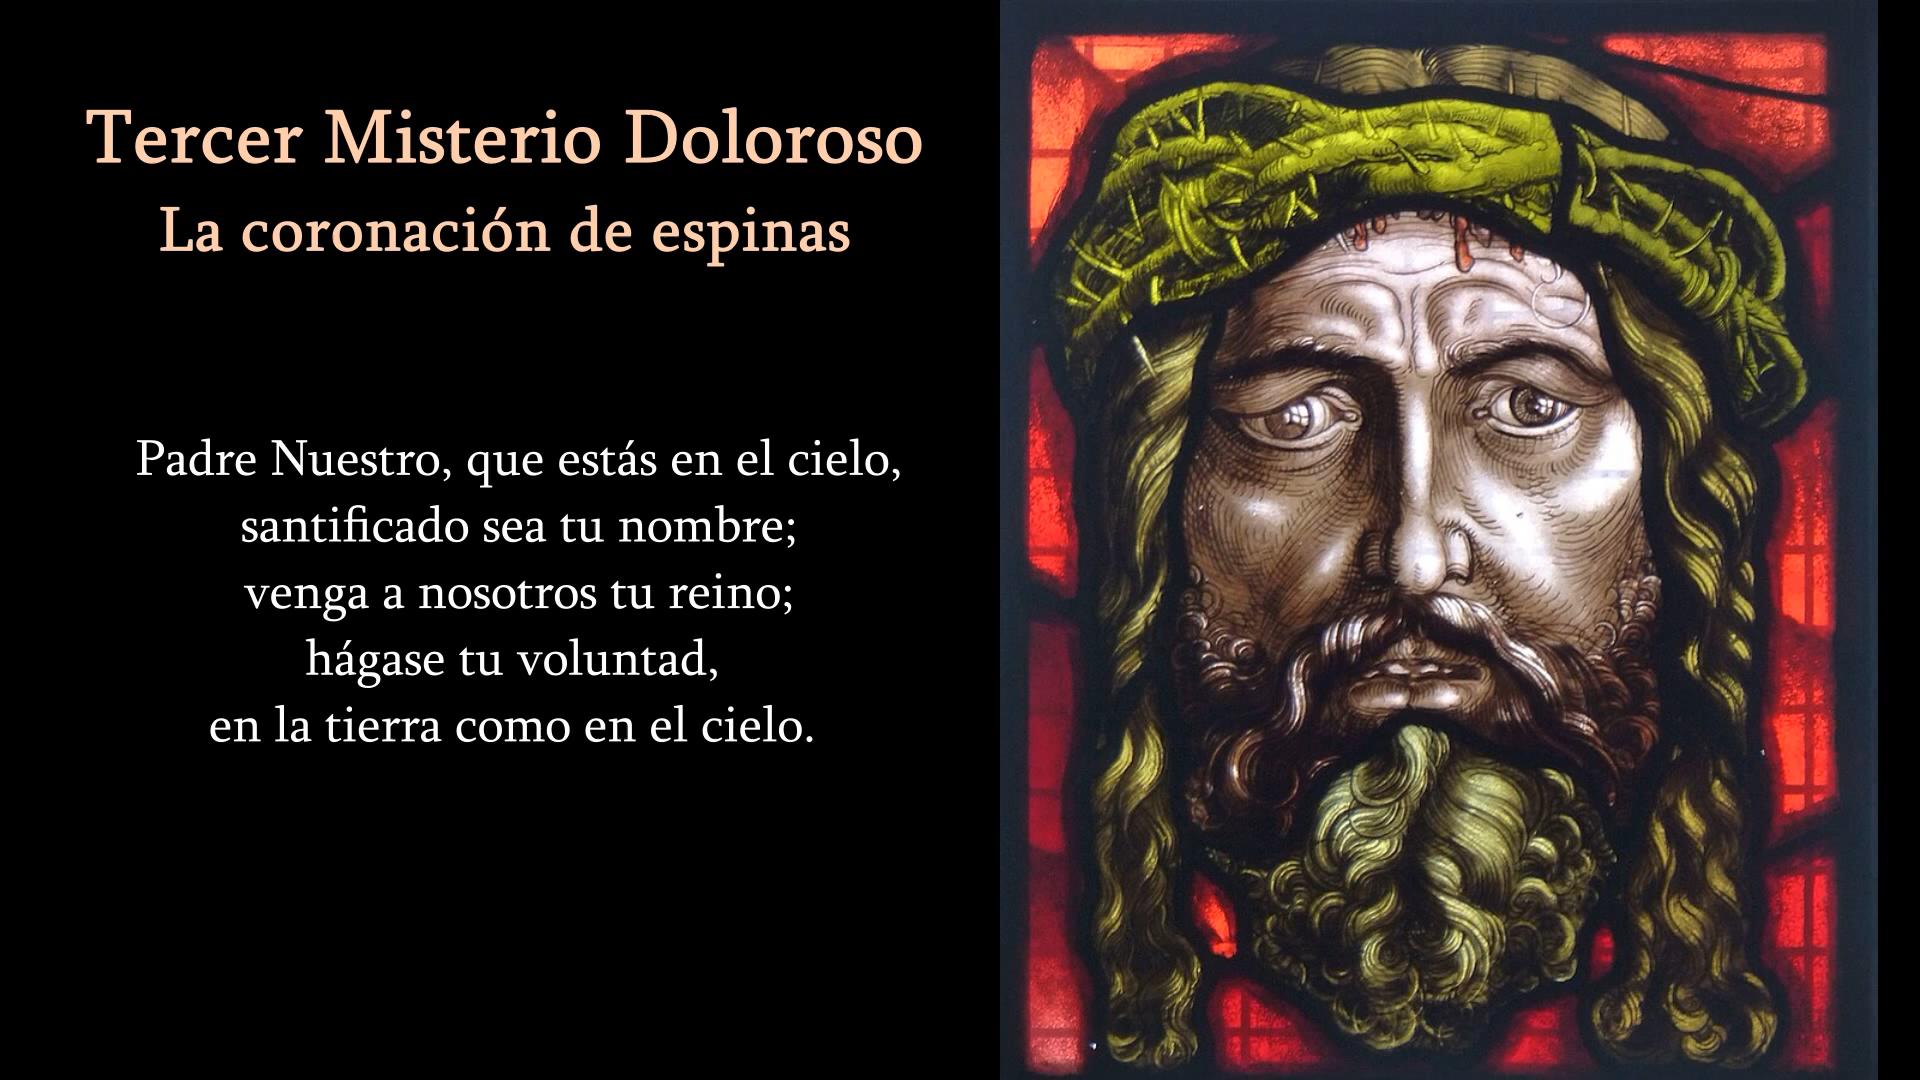 Tercer Misterio Doloroso
La coronación de espinas
Padre Nuestro, que estás en el cielo,
santificado sea tu nombre;
venga a nosotros tu reino;
hágase tu voluntad,
en la tierra como en el cielo.